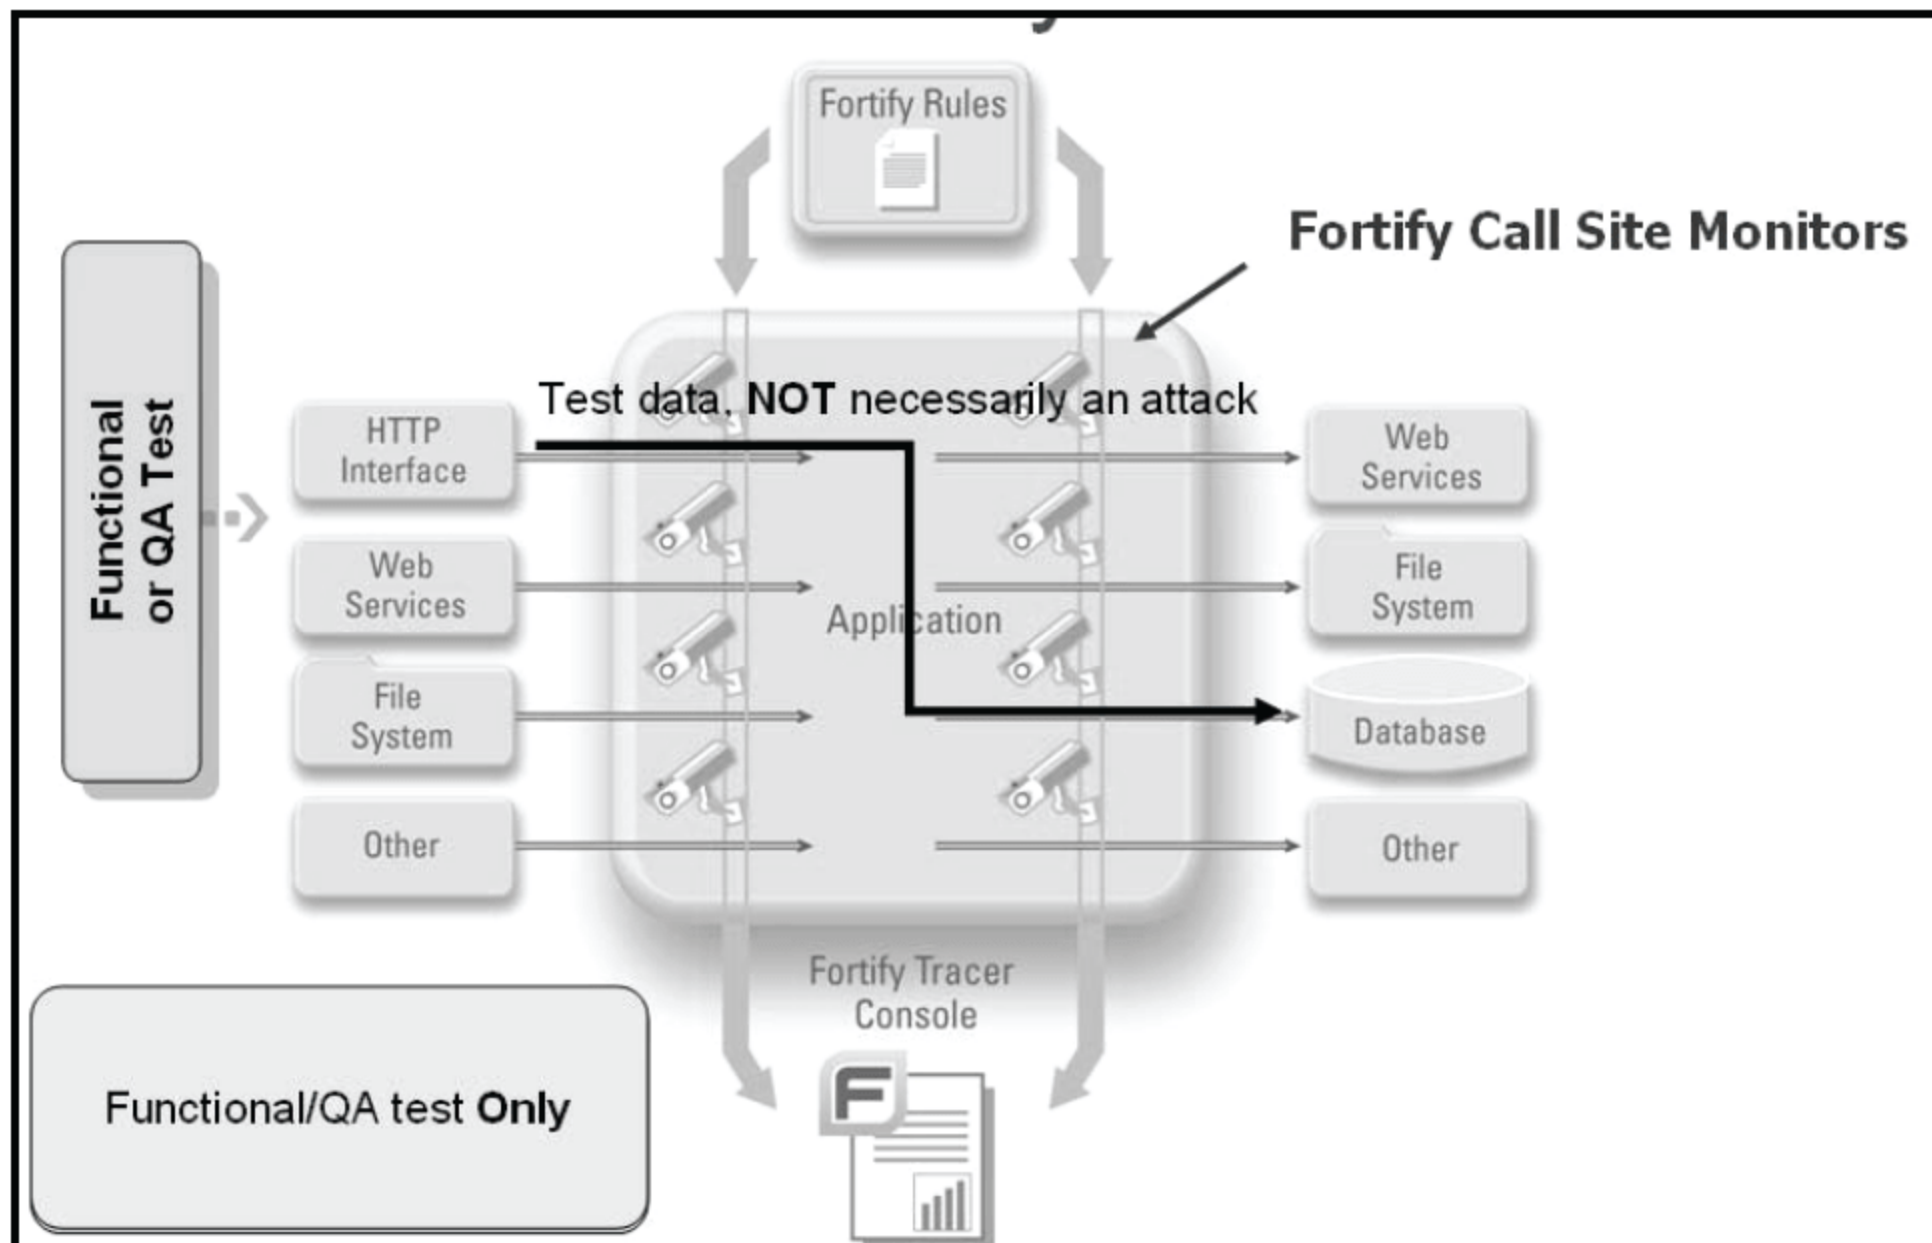 Fortify Rules
Fortify Call Site Monitors
Functional
or QA Test
Test data, NOT necessarily an attack
HTTP
Interface
Web
Services
File
System
Other
Application
Web
Services
File
System
Database
Other
Fortify Tracer
Console
F
Functional/QA test Only